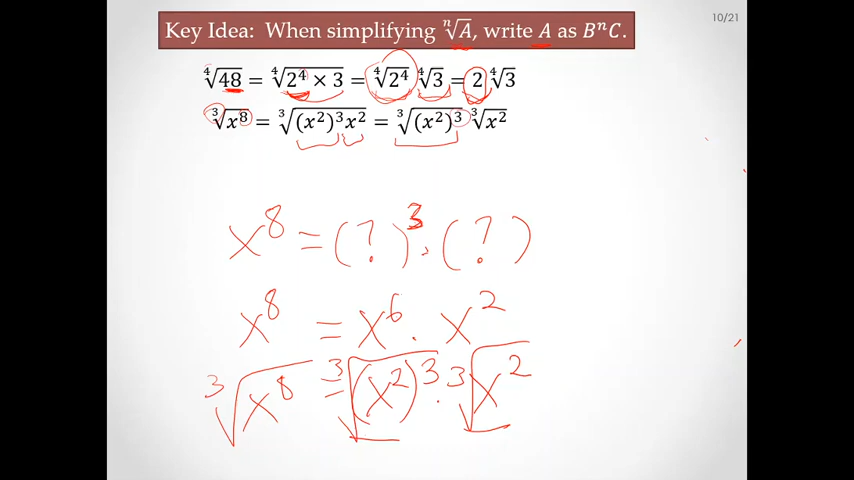 10/21
Key Idea: When simplifying ⁿ√A, write A as BⁿC.
⁴√48 = ⁴√(2⁴ × 3) = ⁴√(2⁴) ⁴√3 = 2 ⁴√3
³√(x⁸) = ³√((x²)³x²) = ³√((x²)³) ³√(x²)
x⁸ = (?)³ · (?)
x⁸ = x⁶ · x²
³√(x⁸) = ³√((x²)³) · ³√(x²)